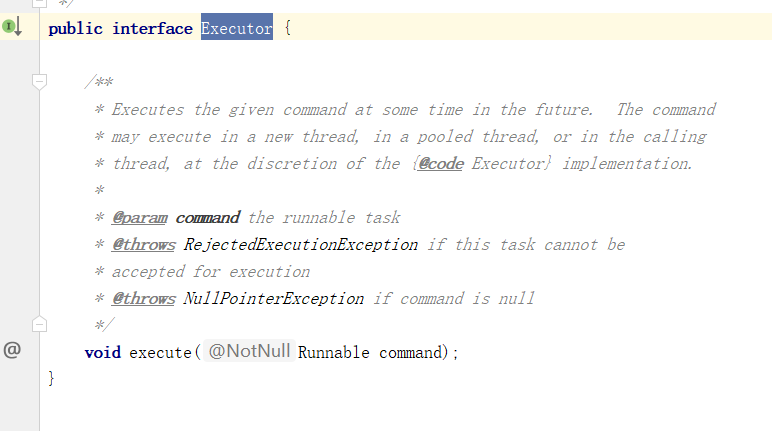 */
public interface Executor {
/**
* Executes the given command at some time in the future.  The command
* may execute in a new thread, in a pooled thread, or in the calling
* thread, at the discretion of the {@code Executor} implementation.
*
* @param command the runnable task
* @throws RejectedExecutionException if this task cannot be
* accepted for execution
* @throws NullPointerException if command is null
*/
@ void execute( @NotNull Runnable command);
}